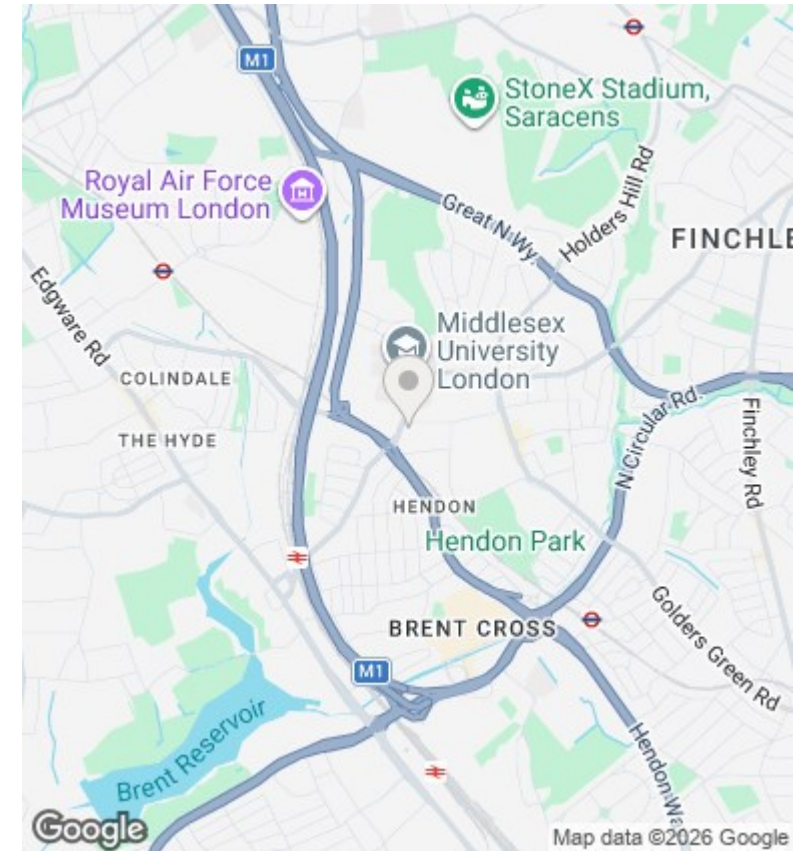 M1
StoneX Stadium,
Saracens
Royal Air Force
Museum London
Great N Wy.
Holders Hill Rd
FINCHLE
Edgware Rd
Middlesex
University
London
COLINDALE
THE HYDE
N Circular Rd.
Finchley Rd
HENDON
Hendon Park
BRENT CROSS
Golders Green Rd
M1
Brent Reservoir
Hendon Wa
Google
Map data ©2026 Google